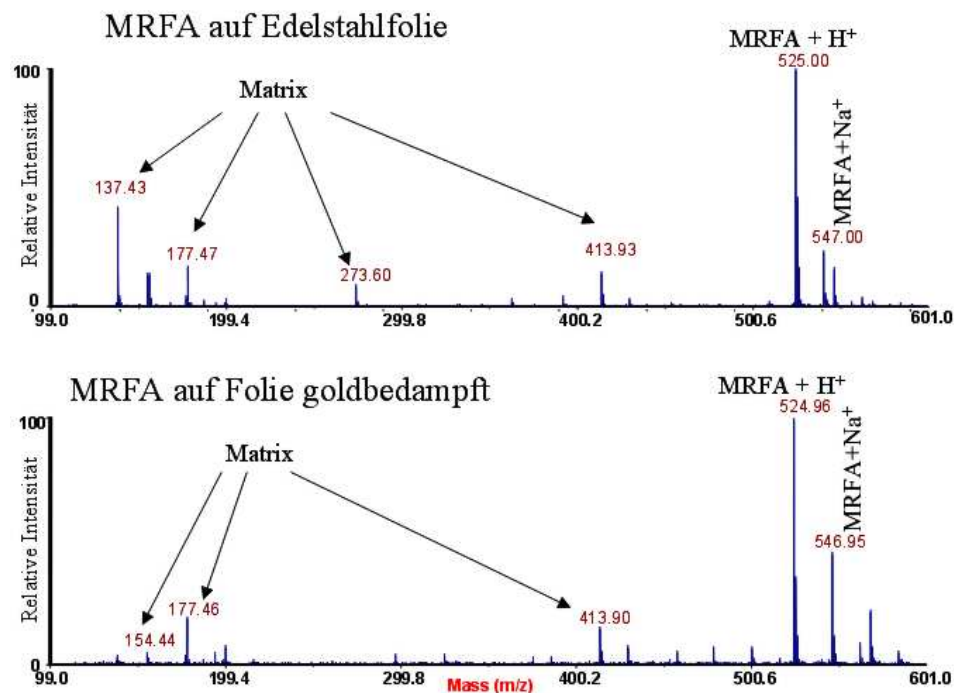 MRFA auf Edelstahlfolie
MRFA + H+
525.00
100
Relative Intensität
Matrix
MRFA+Na+
137.43
177.47
273.60
413.93
547.00
0
99.0 199.4 299.8 400.2 500.6 601.0
MRFA auf Folie goldbedampft
MRFA + H+
524.96
100
Relative Intensität
Matrix
MRFA+Na+
546.95
177.46
154.44
413.90
0
99.0 199.4 299.8 400.2 500.6 601.0
Mass (m/z)